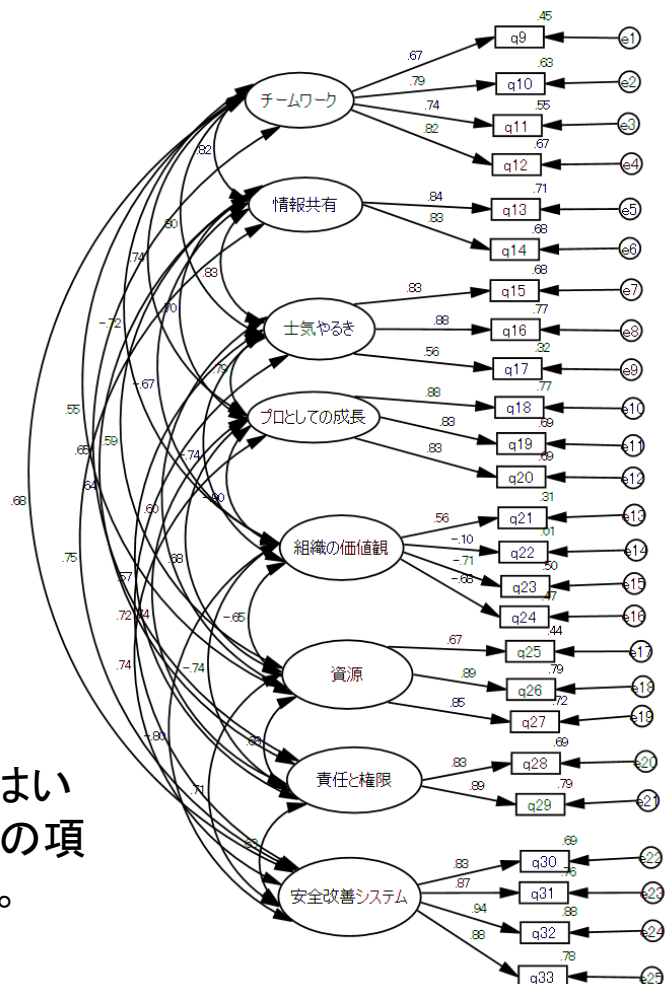 .45
q9
e1
.67
.63
.79
q10
e2
チームワーク
.74
.55
q11
e3
.82
.67
q12
e4
.82
.71
.84
q13
e5
情報共有
.83
.68
q14
e6
.80
.83
.74
.68
.83
q15
e7
.70
.77
士気やるき
.88
q16
e8
-.72
.32
.56
q17
e9
-.67
.79
.77
.88
q18
e10
プロとしての成長
.83
.69
q19
e11
.55
.59
.83
.69
q20
e12
.65
-.74
.64
.31
.68
.60
.56
q21
e13
組織の価値観
-.10
.01
q22
e14
.75
.68
-.71
.50
q23
e15
-.68
.47
q24
e16
.72
-.65
.44
.67
q25
e17
.74
-.74
資源
.79
.89
q26
e18
.85
.72
q27
e19
-.80
.69
.83
q28
e20
責任と権限
.71
.89
.79
q29
e21
はい
の項
。
.69
.83
q30
e22
安全改善システム
.87
.76
q31
e23
.94
.88
q32
e24
.88
.78
q33
e25